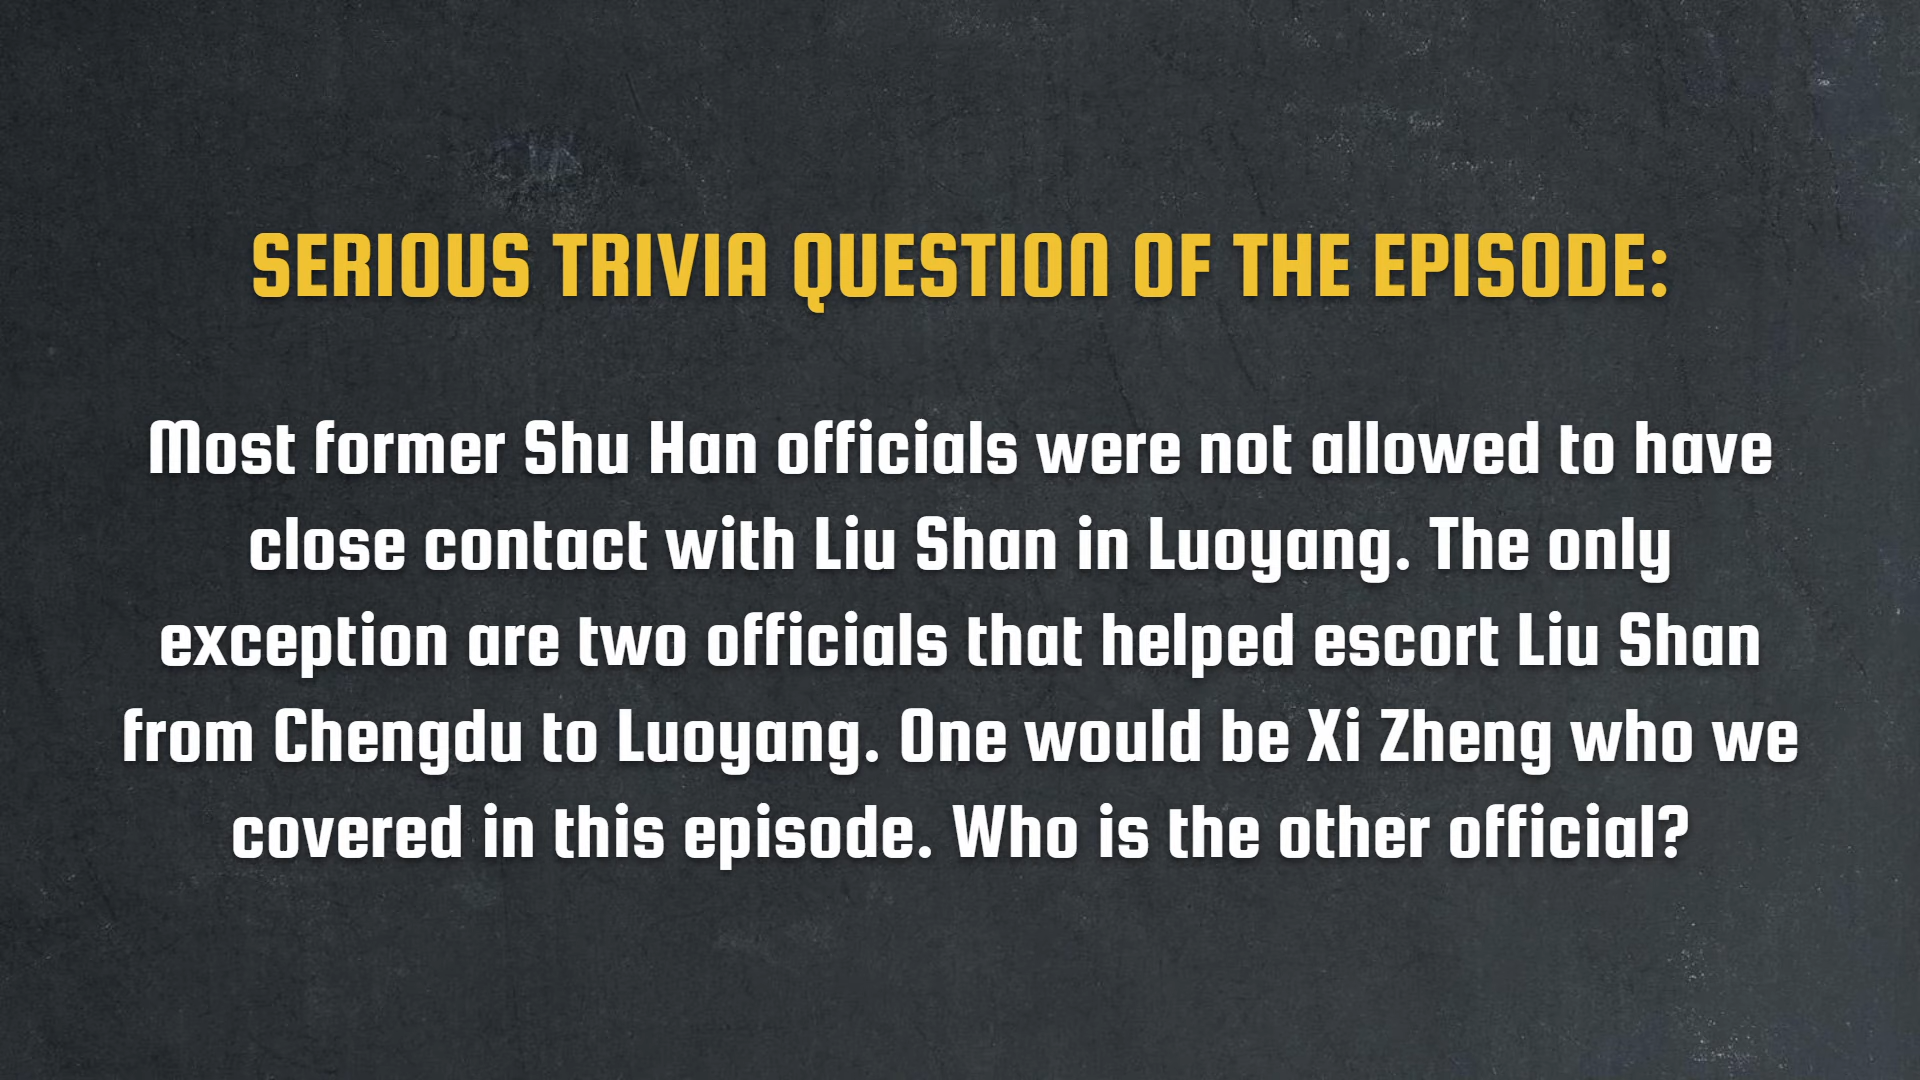 SERIOUS TRIVIA QUESTION OF THE EPISODE:
Most former Shu Han officials were not allowed to have
close contact with Liu Shan in Luoyang. The only
exception are two officials that helped escort Liu Shan
from Chengdu to Luoyang. One would be Xi Zheng who we
covered in this episode. Who is the other official?